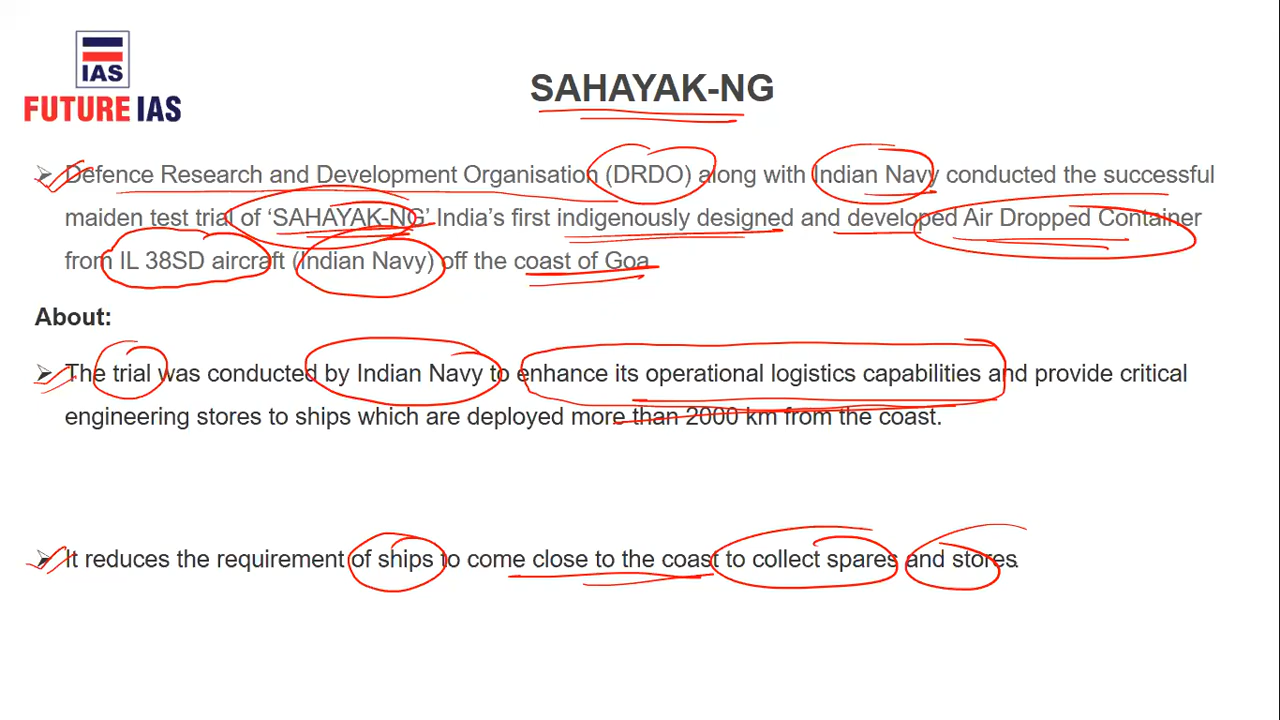 IAS
FUTURE IAS
SAHAYAK-NG
➢ Defence Research and Development Organisation (DRDO) along with Indian Navy conducted the successful
maiden test trial of ‘SAHAYAK-NG’ India’s first indigenously designed and developed Air Dropped Container
from IL 38SD aircraft (Indian Navy) off the coast of Goa.
About:
➢ The trial was conducted by Indian Navy to enhance its operational logistics capabilities and provide critical
engineering stores to ships which are deployed more than 2000 km from the coast.
➢ It reduces the requirement of ships to come close to the coast to collect spares and stores.